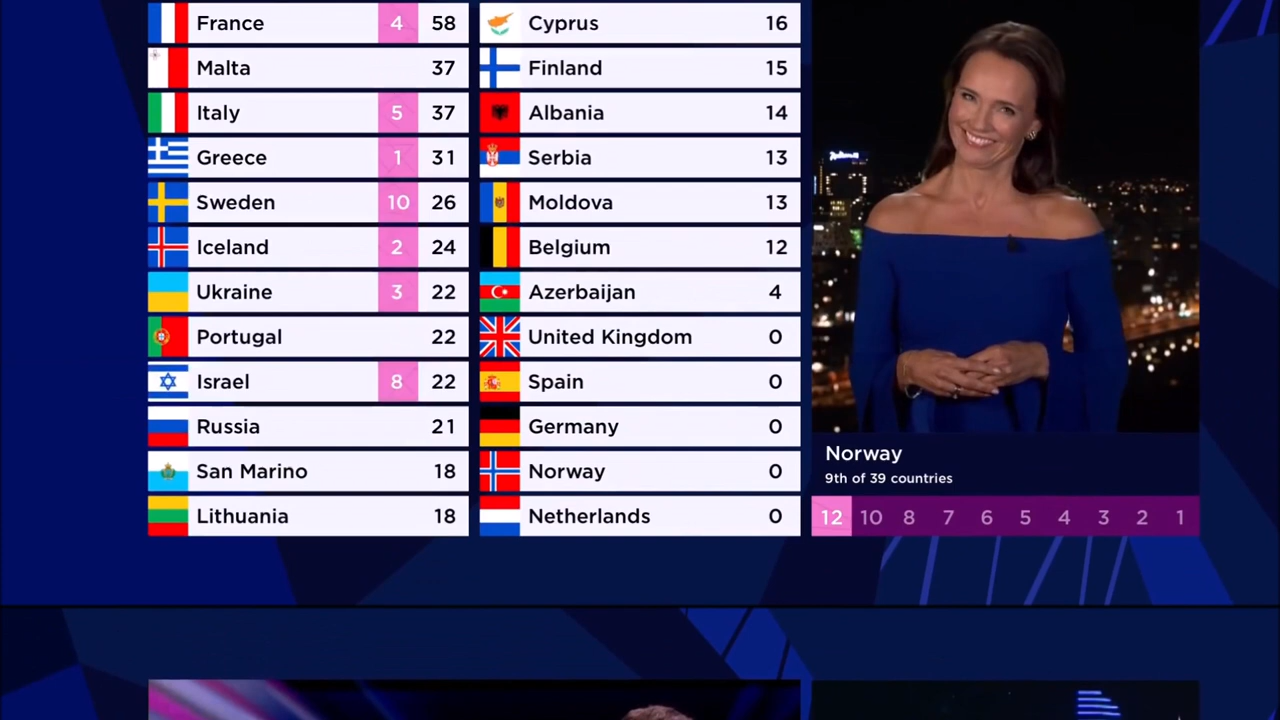 France 4 58
Malta 37
Italy 5 37
Greece 1 31
Sweden 10 26
Iceland 2 24
Ukraine 3 22
Portugal 22
Israel 8 22
Russia 21
San Marino 18
Lithuania 18
Cyprus 16
Finland 15
Albania 14
Serbia 13
Moldova 13
Belgium 12
Azerbaijan 4
United Kingdom 0
Spain 0
Germany 0
Norway 0
Netherlands 0
Norway
9th of 39 countries
12 10 8 7 6 5 4 3 2 1